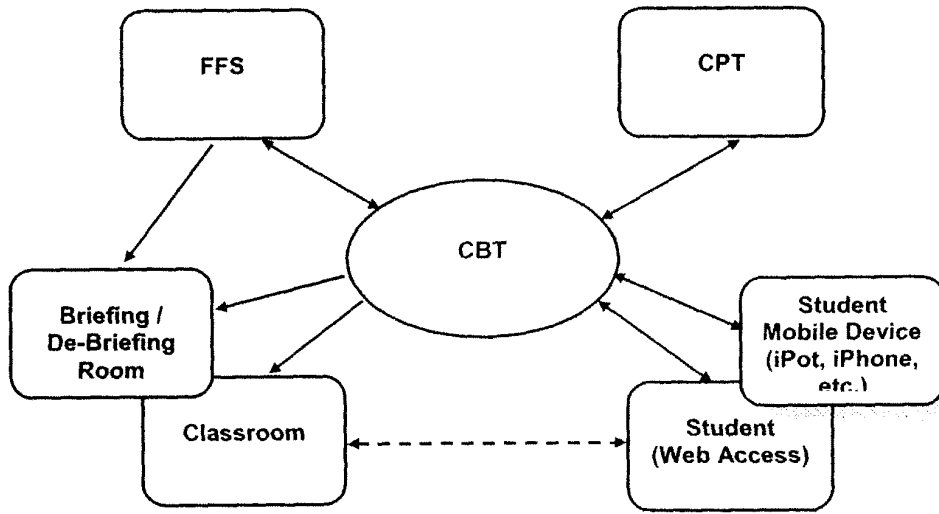 FFS
CPT
CBT
Briefing /
De-Briefing
Room
Student
Mobile Device
(iPot, iPhone,
etc.)
Classroom
Student
(Web Access)